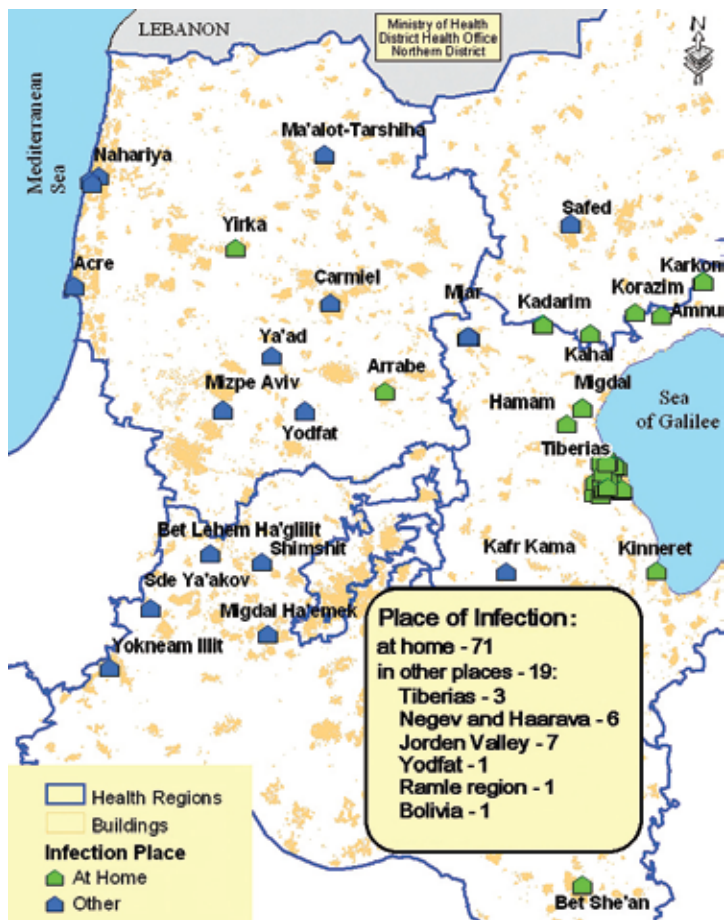 LEBANON
Ministry of Health
District Health Office
Northern District
N
Mediterranean
Sea
Ma'alot-Tarshiha
Nahariya
Safed
Yirka
Acre
Carmiel
Karkom
Korazim
Mjar
Kadarim
Amnun
Ya'ad
Kahal
Arrabe
Migdal
Mizpe Aviv
Hamam
Sea
of Galilee
Yodfat
Tiberias
Bet Lehem Ha'glilit
Shimshit
Kafr Kama
Kinneret
Sde Ya'akov
Migdal Ha'emek
Yokneam Illit
Place of Infection:
at home - 71
in other places - 19:
Tiberias - 3
Negev and Haarava - 6
Jorden Valley - 7
Yodfat - 1
Ramle region - 1
Bolivia - 1
Health Regions
Buildings
Infection Place
At Home
Other
Bet She'an